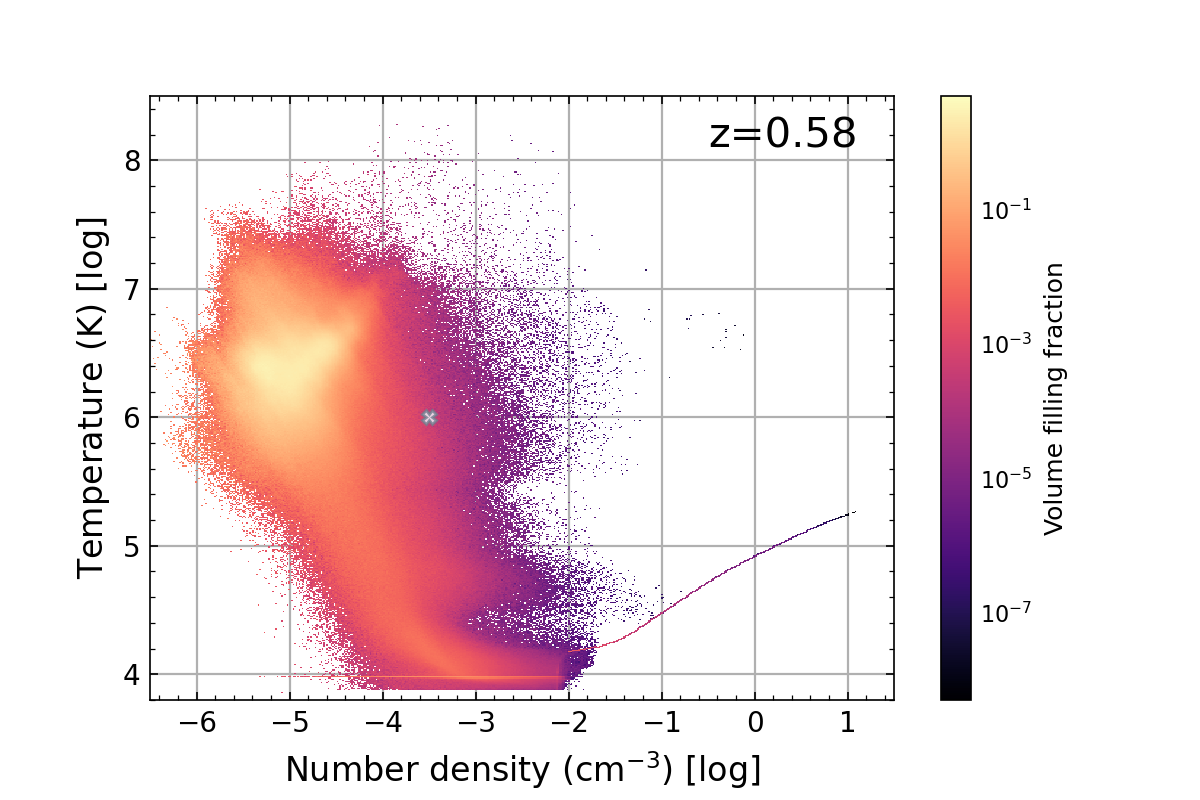 z=0.58
8
7
6
5
4
−6 −5 −4 −3 −2 −1 0 1
Temperature (K) [log]
Number density (cm⁻³) [log]
10⁻¹
10⁻³
10⁻⁵
10⁻⁷
Volume filling fraction